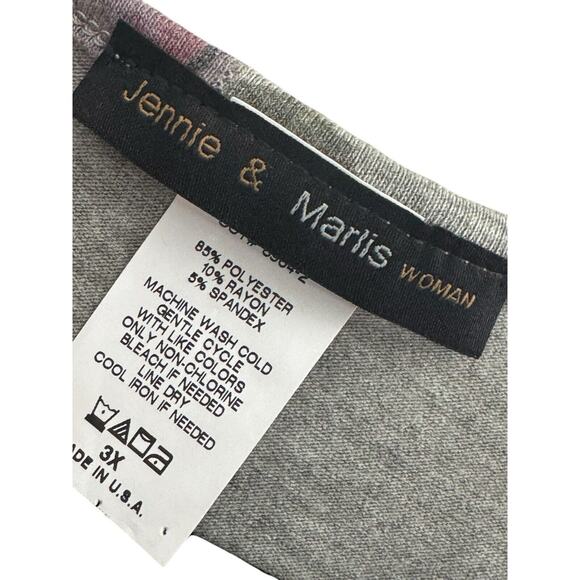 Jennie & Marlis WOMAN
85% POLYESTER
10% RAYON
5% SPANDEX
MACHINE WASH COLD
GENTLE CYCLE
WITH LIKE COLORS
ONLY NON-CHLORINE
BLEACH IF NEEDED
LINE DRY
COOL IRON IF NEEDED
3X
MADE IN U.S.A.